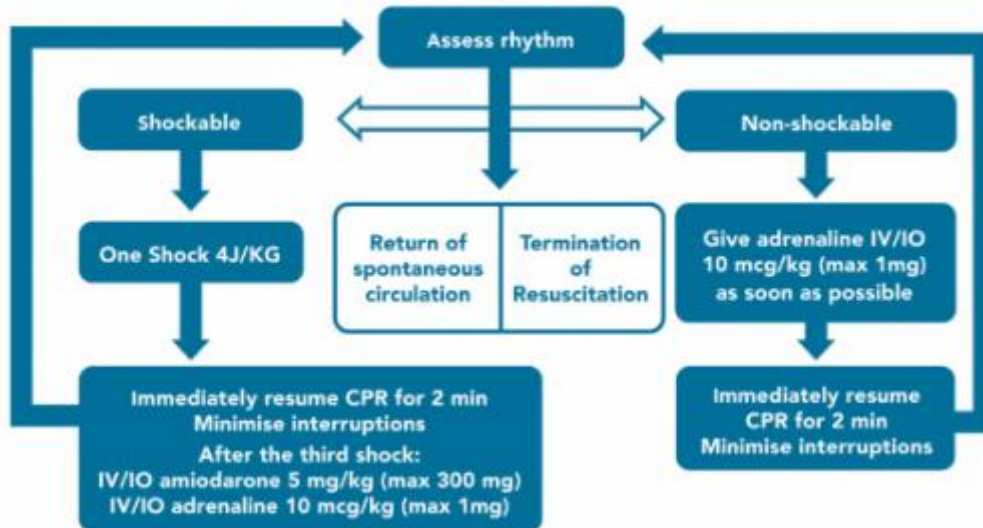 Assess rhythm
Shockable
Non-shockable
One Shock 4J/KG
Return of
spontaneous
circulation
Termination
of
Resuscitation
Give adrenaline IV/IO
10 mcg/kg (max 1mg)
as soon as possible
Immediately resume CPR for 2 min
Minimise interruptions
After the third shock:
IV/IO amiodarone 5 mg/kg (max 300 mg)
IV/IO adrenaline 10 mcg/kg (max 1mg)
Immediately resume
CPR for 2 min
Minimise interruptions